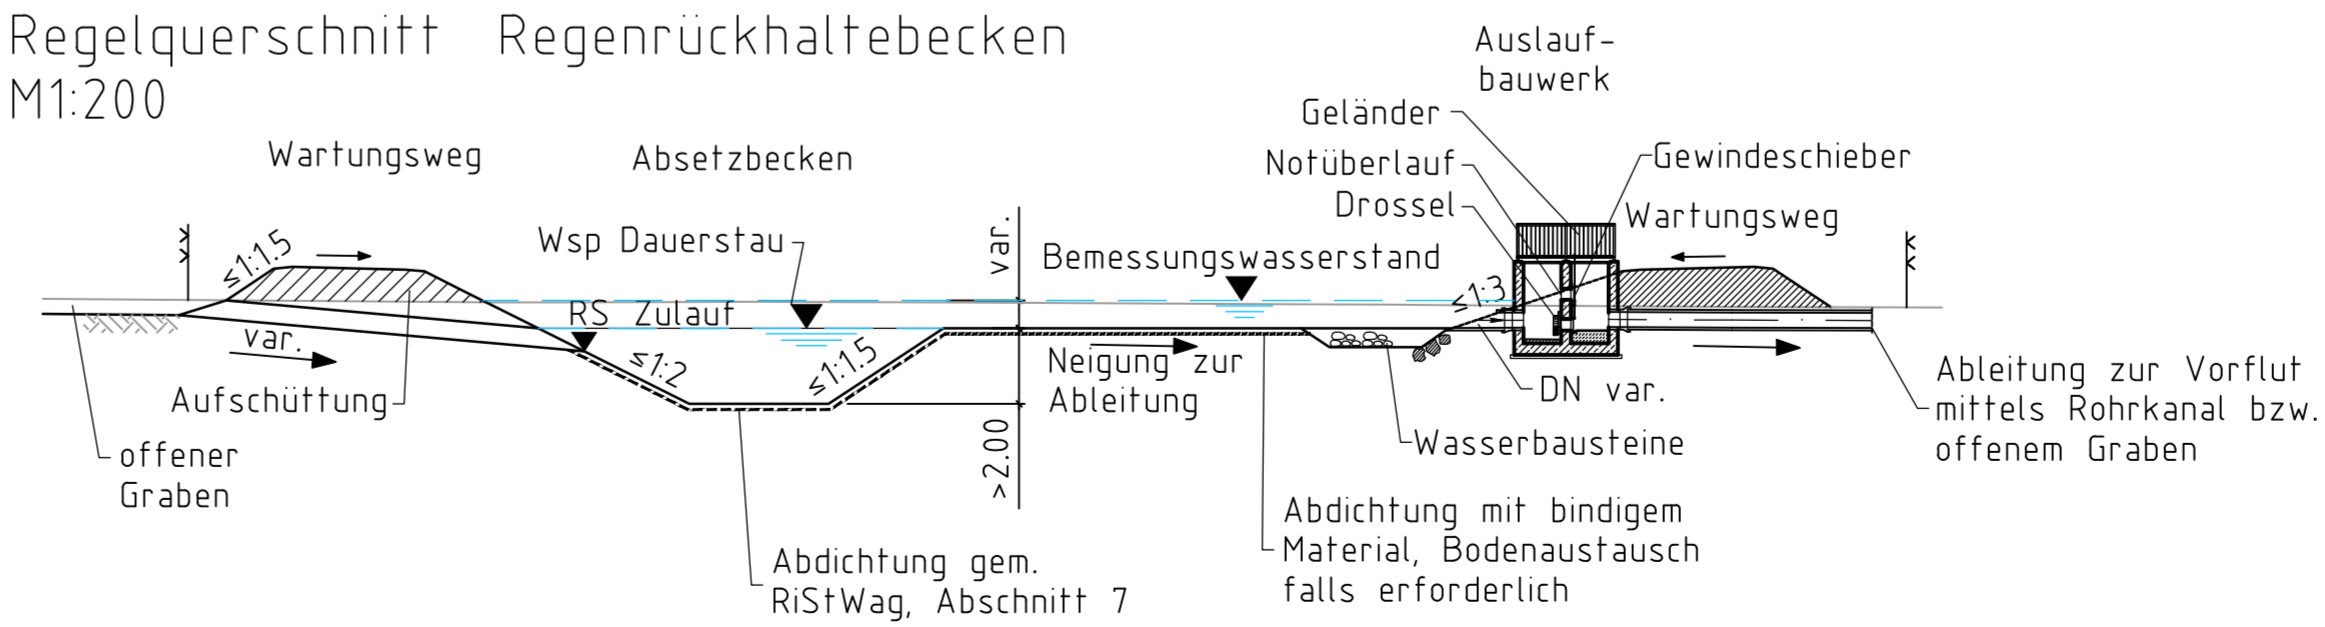 Regelquerschnitt Regenrückhaltebecken
M1:200
Auslauf-
bauwerk
Geländer
Wartungsweg
Absetzbecken
Notüberlauf
Gewindeschieber
Drossel
Wartungsweg
≤1:1.5
Wsp Dauerstau
var.
Bemessungswasserstand
RS Zulauf
≤1:3
var.
≤1:2
≤1:1.5
Neigung zur
Ableitung
Aufschüttung
DN var.
Ableitung zur Vorflut
mittels Rohrkanal bzw.
offenem Graben
Wasserbausteine
offener
Graben
>2.00
Abdichtung mit bindigem
Material, Bodenaustausch
falls erforderlich
Abdichtung gem.
RiStWag, Abschnitt 7